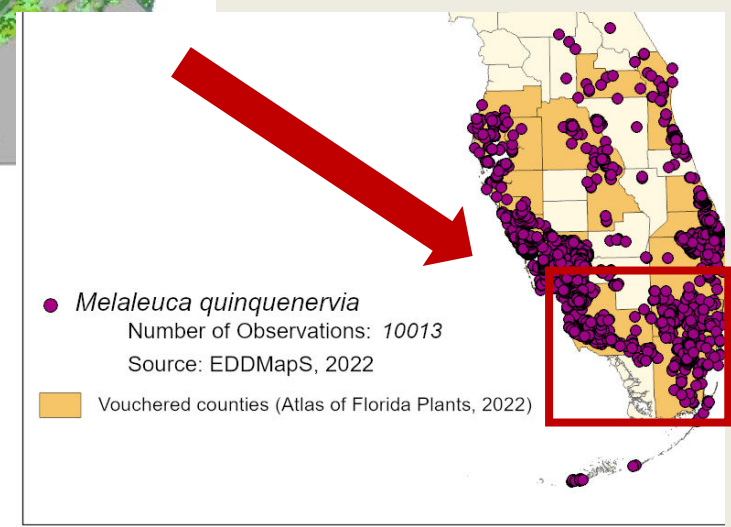 Melaleuca quinquenervia
Number of Observations: 10013
Source: EDDMapS, 2022
Vouchered counties (Atlas of Florida Plants, 2022)